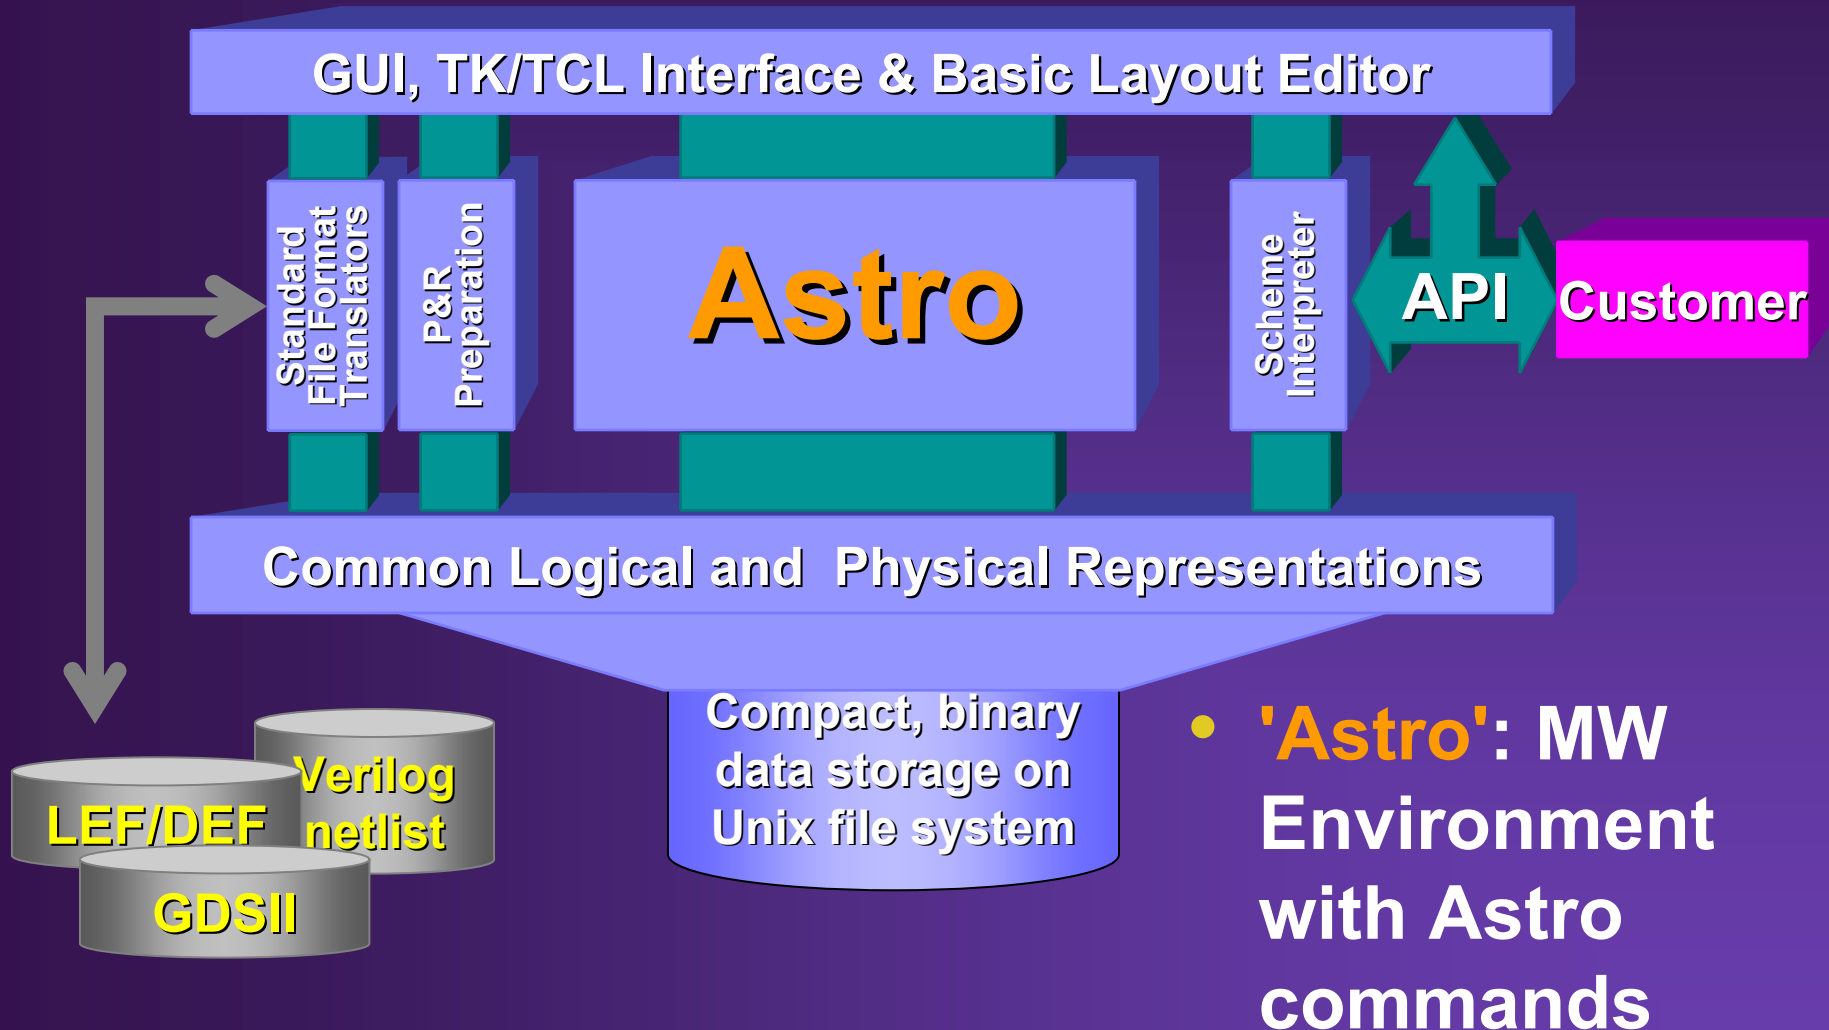 GUI, TK/TCL Interface & Basic Layout Editor
Standard
File Format
Translators
P&R
Preparation
Astro
Scheme
Interpreter
API
Customer
Common Logical and  Physical Representations
Compact, binary
data storage on
Unix file system
Verilog
netlist
LEF/DEF
GDSII
• 'Astro': MW
Environment
with Astro
commands